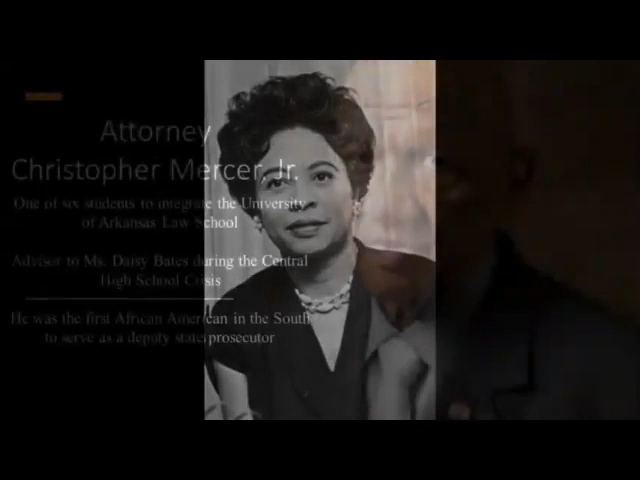 Attorney
Christopher Mercer, Jr.
One of six students to integrate the University
of Arkansas Law School
Advisor to Ms. Daisy Bates during the Central
High School Crisis
He was the first African American in the South
to serve as a deputy state prosecutor